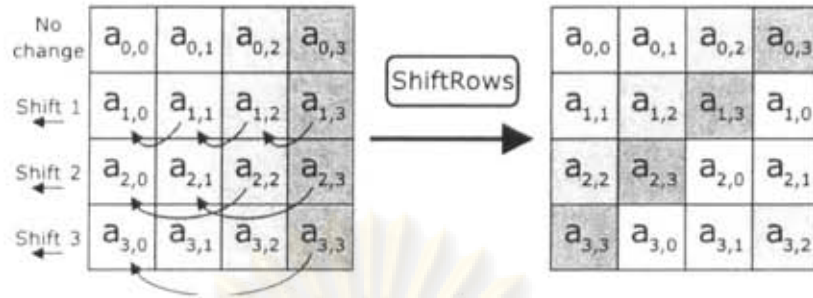 No change a0,0 a0,1 a0,2 a0,3
Shift 1 a1,0 a1,1 a1,2 a1,3
Shift 2 a2,0 a2,1 a2,2 a2,3
Shift 3 a3,0 a3,1 a3,2 a3,3
ShiftRows
a0,0 a0,1 a0,2 a0,3
a1,1 a1,2 a1,3 a1,0
a2,2 a2,3 a2,0 a2,1
a3,3 a3,0 a3,1 a3,2